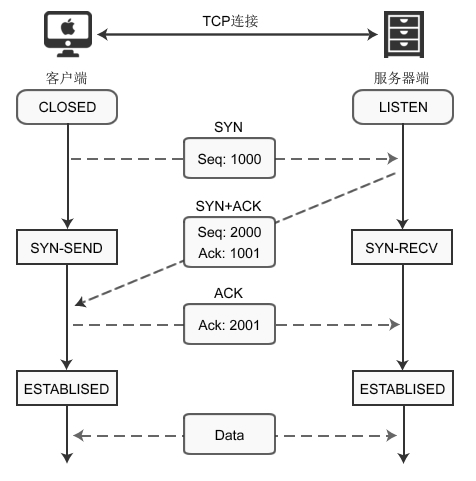 TCP连接
客户端
服务器端
CLOSED
LISTEN
SYN
Seq: 1000
SYN+ACK
Seq: 2000
Ack: 1001
SYN-SEND
SYN-RECV
ACK
Ack: 2001
ESTABLISED
ESTABLISED
Data